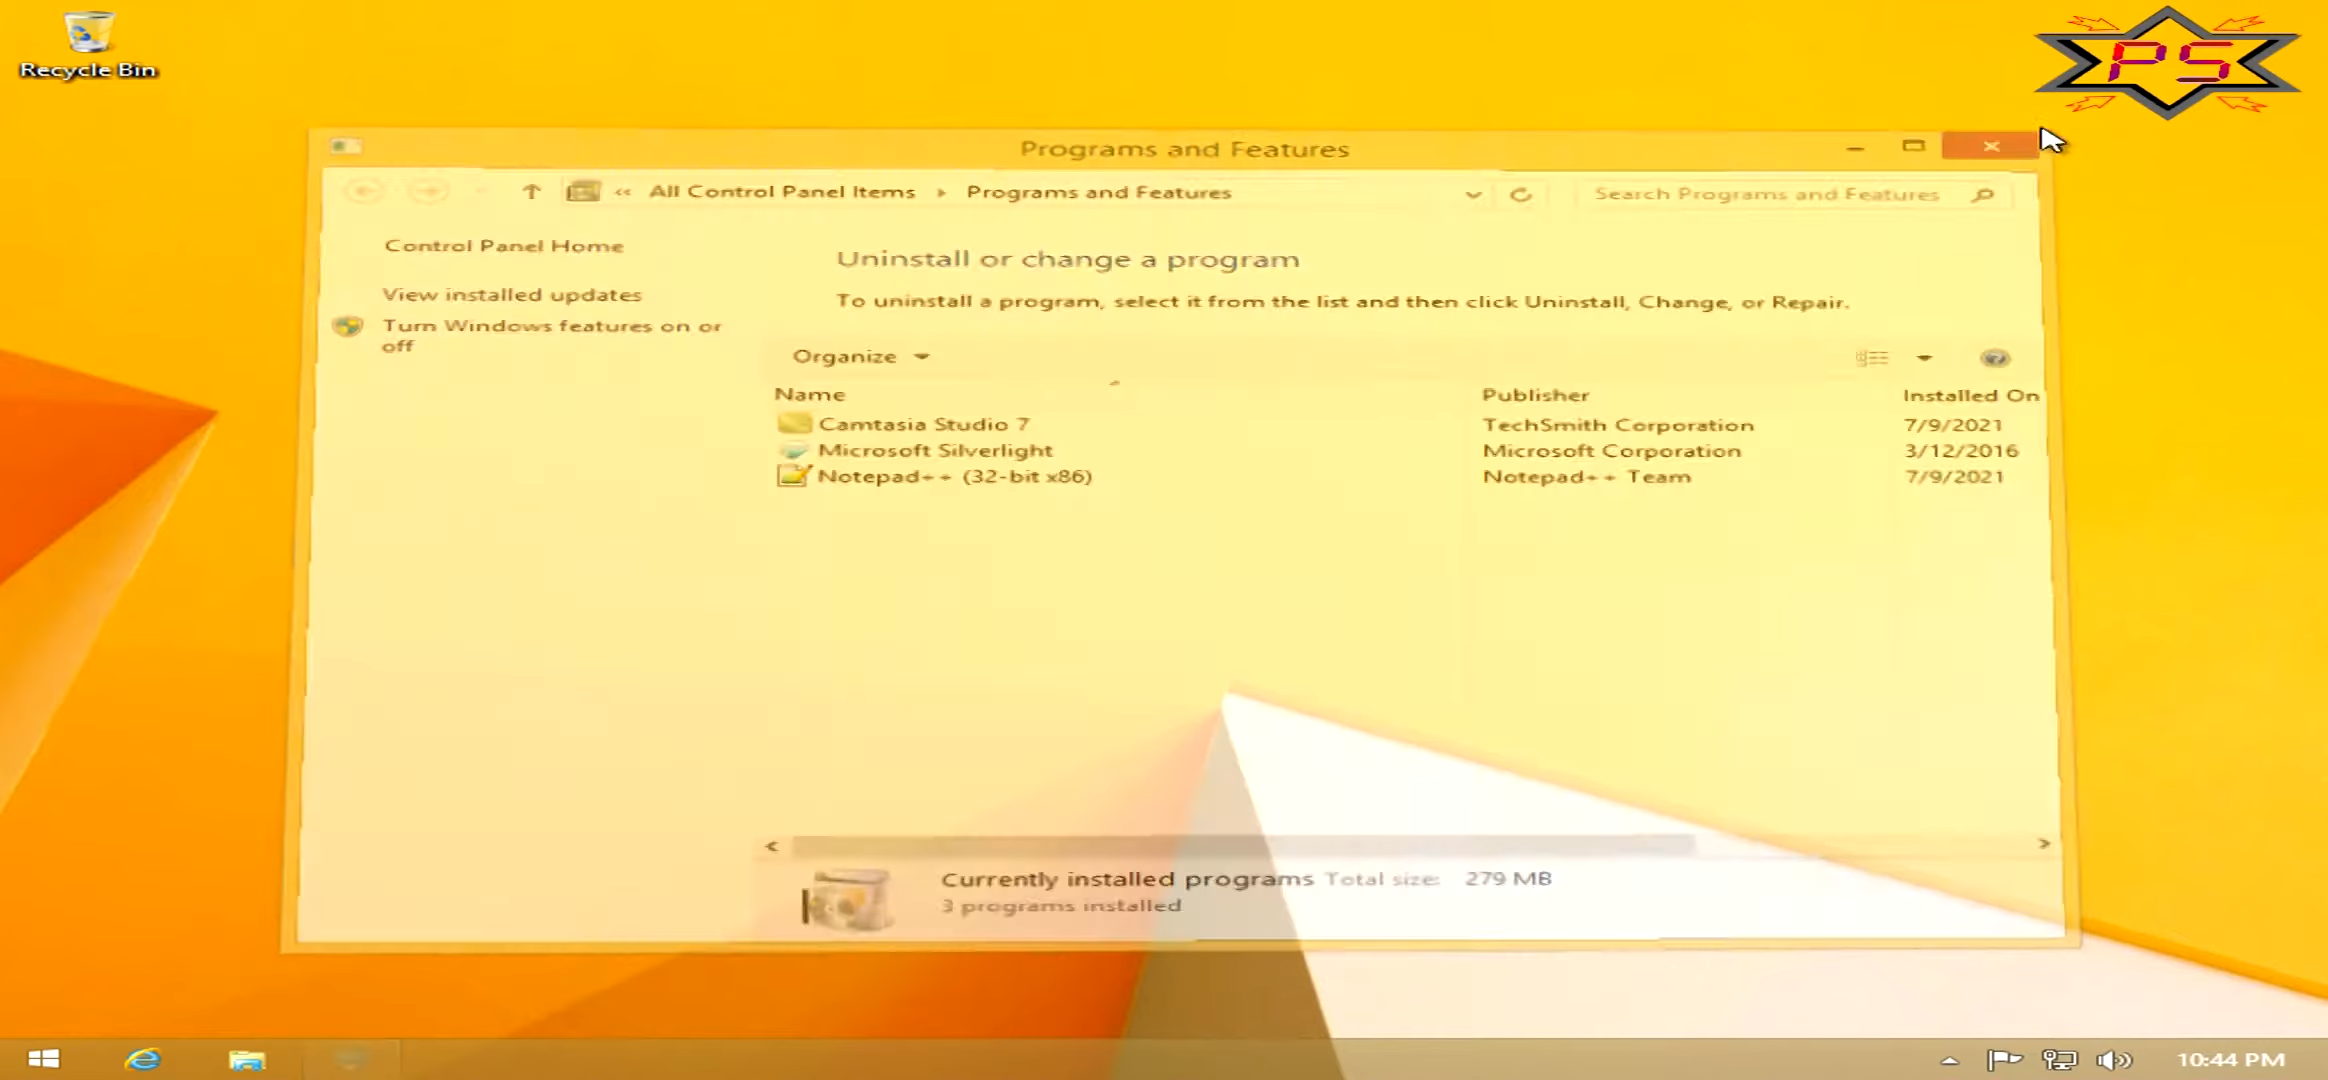 Recycle Bin
PS
Programs and Features
« All Control Panel Items Programs and Features
Search Programs and Features
Control Panel Home
View installed updates
Turn Windows features on or
off
Uninstall or change a program
To uninstall a program, select it from the list and then click Uninstall, Change, or Repair.
Organize
Name Publisher Installed On
Camtasia Studio 7 TechSmith Corporation 7/9/2021
Microsoft Silverlight Microsoft Corporation 3/12/2016
Notepad++ (32-bit x86) Notepad++ Team 7/9/2021
Currently installed programs Total size: 279 MB
3 programs installed
10:44 PM